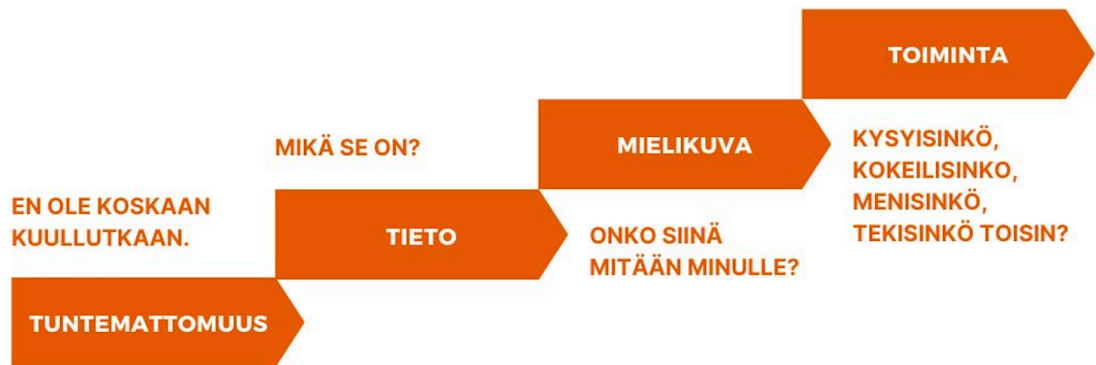 EN OLE KOSKAAN
KUULLUTKAAN.
TUNTEMATTOMUUS
MIKÄ SE ON?
TIETO
MIELIKUVA
ONKO SIINÄ
MITÄÄN MINULLE?
TOIMINTA
KYSYISINKÖ,
KOKEILISINKO,
MENISINKÖ,
TEKISINKÖ TOISIN?